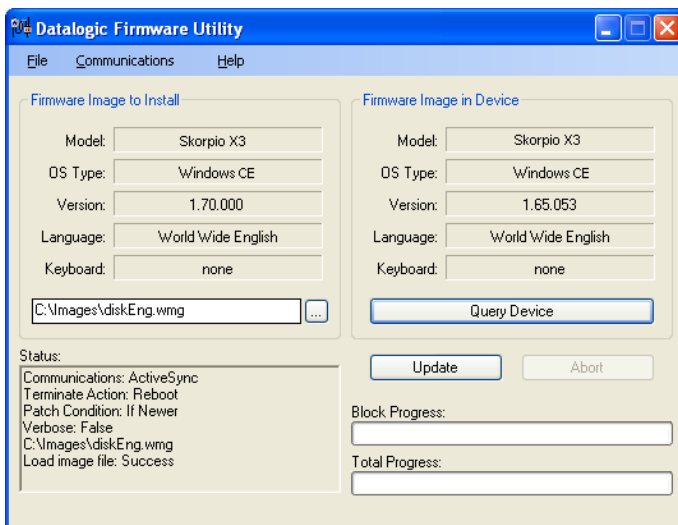 Datalogic Firmware Utility
File Communications Help
Firmware Image to Install
Model: Skorpio X3
OS Type: Windows CE
Version: 1.70.000
Language: World Wide English
Keyboard: none
C:\Images\diskEng.wmg ...
Firmware Image in Device
Model: Skorpio X3
OS Type: Windows CE
Version: 1.65.053
Language: World Wide English
Keyboard: none
Query Device
Status:
Communications: ActiveSync
Terminate Action: Reboot
Patch Condition: If Newer
Verbose: False
C:\Images\diskEng.wmg
Load image file: Success
Update Abort
Block Progress:
Total Progress: